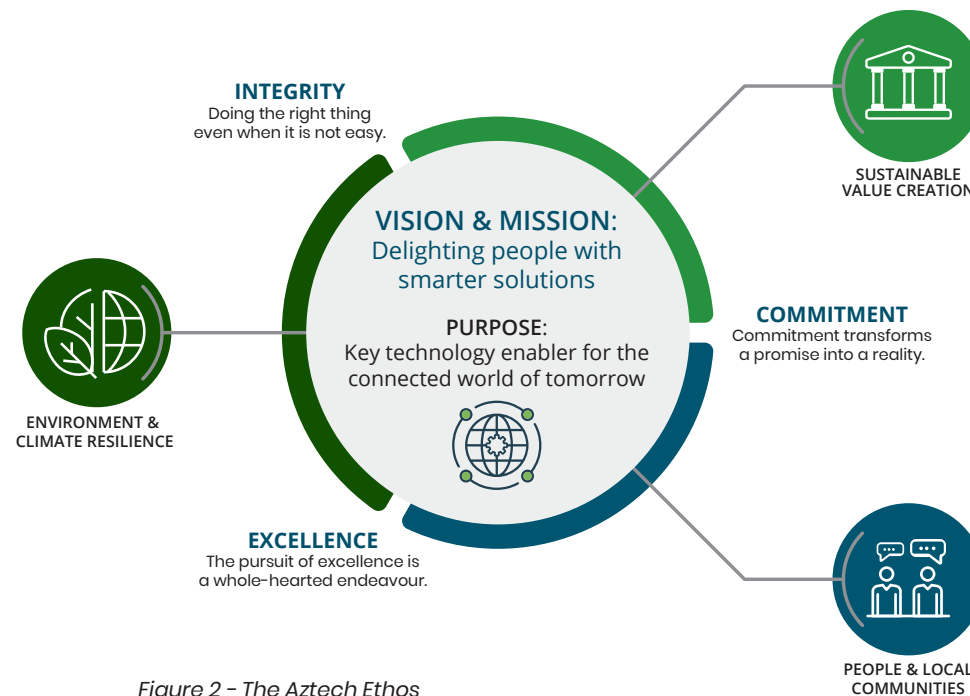 INTEGRITY
Doing the right thing
even when it is not easy.
SUSTAINABLE
VALUE CREATION
VISION & MISSION:
Delighting people with
smarter solutions
PURPOSE:
Key technology enabler for the
connected world of tomorrow
COMMITMENT
Commitment transforms
a promise into a reality.
ENVIRONMENT &
CLIMATE RESILIENCE
EXCELLENCE
The pursuit of excellence is
a whole-hearted endeavour.
PEOPLE & LOCAL
COMMUNITIES
Figure 2 - The Aztech Ethos